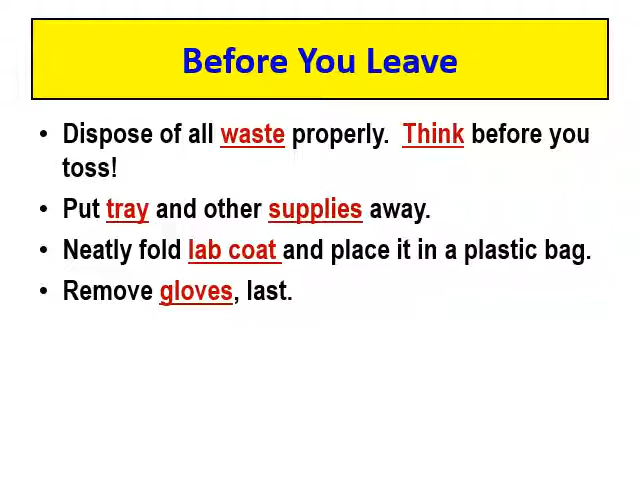 Before You Leave
• Dispose of all waste properly.  Think before you
toss!
• Put tray and other supplies away.
• Neatly fold lab coat and place it in a plastic bag.
• Remove gloves, last.